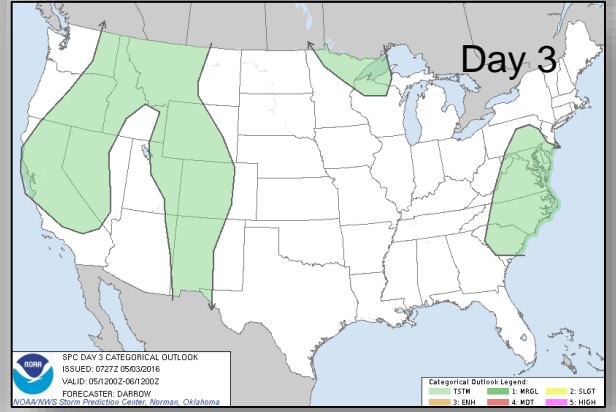 Day 3
NOAA
SPC DAY 3 CATEGORICAL OUTLOOK
ISSUED: 0727Z 05/03/2016
VALID: 05/1200Z-06/1200Z
FORECASTER: DARROW
NOAA/NWS Storm Prediction Center, Norman, Oklahoma
Categorical Outlook Legend:
TSTM 1: MRGL 2: SLGT
3: ENH 4: MDT 5: HIGH